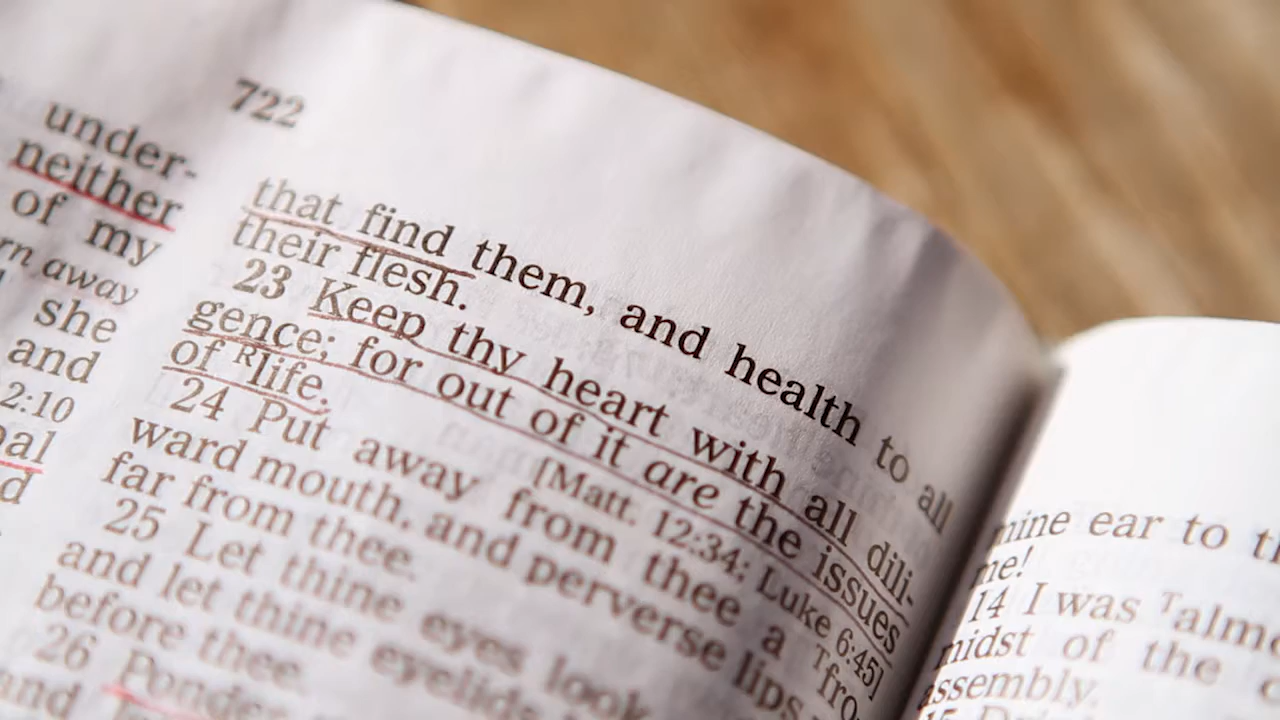 722
under-
neither
of my
rn away
she
and
2:10
pal
d
that find them, and health to all
their flesh.
23 Keep thy heart with all dili-
gence; for out of it are the issues
of ᴿlife. [Matt. 12:34; Luke 6:45]
24 Put away from thee a ᵀfro-
ward mouth, and perverse lips
far from thee.
25 Let thine eyes look
and let thine eyelids
before thee.
26 Ponder
and
mine ear to th
me!
14 I was ᵀalmo
midst of the c
assembly.
15